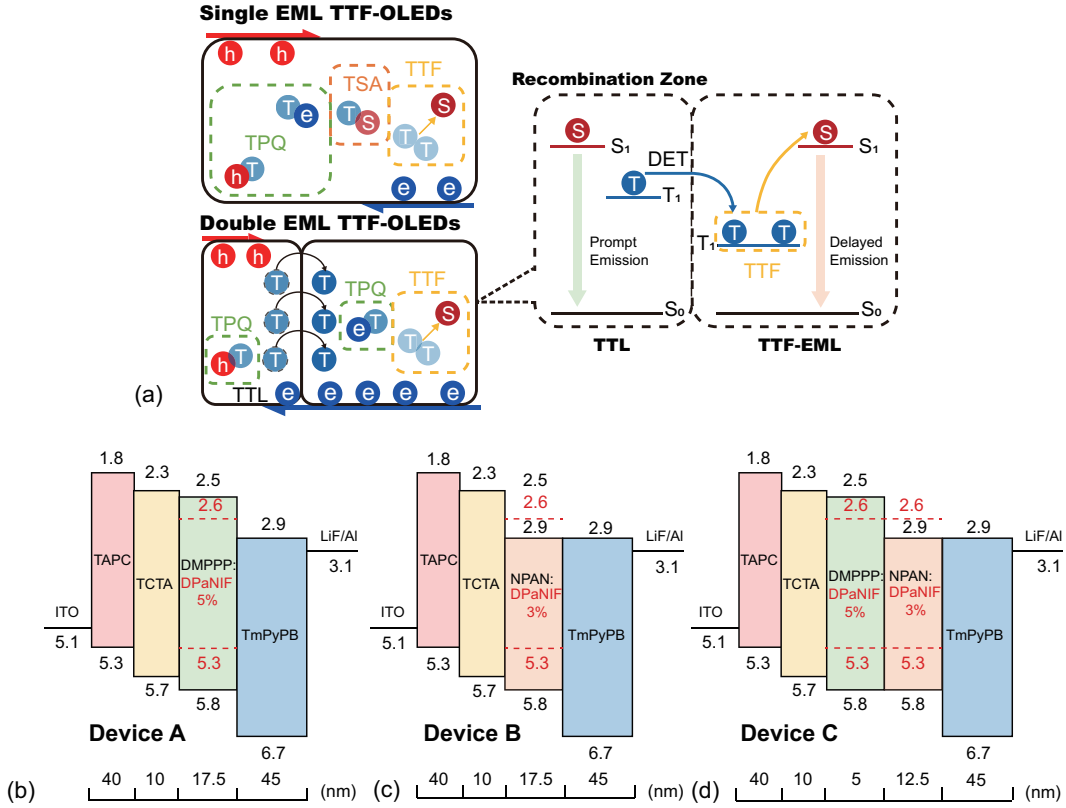 Single EML TTF-OLEDs
h h
TSA
TTF
T e
T S
S
T T
TPQ
h T
e e
Double EML TTF-OLEDs
h h
T T
TPQ
TTF
S
T T
e T
T T
TPQ
h T
T T
TTL
e e e e e
(a)
Recombination Zone
S
S₁
DET
T
T₁
S
S₁
T₁
T T
TTF
Prompt
Emission
Delayed
Emission
S₀
S₀
TTL
TTF-EML
1.8
2.3
2.5
2.6
2.9
LiF/Al
3.1
TAPC
TCTA
DMPPP:
DPaNIF
5%
TmPyPB
ITO
5.1
5.3
5.3
5.7
5.8
6.7
Device A
(b)
40 10 17.5 45 (nm)
1.8
2.3
2.5
2.6
2.9
2.9
LiF/Al
3.1
TAPC
TCTA
NPAN:
DPaNIF
3%
TmPyPB
ITO
5.1
5.3
5.3
5.7
5.8
6.7
Device B
(c)
40 10 17.5 45 (nm)
1.8
2.3
2.5
2.6 2.6
2.9
2.9
LiF/Al
3.1
TAPC
TCTA
DMPPP:
DPaNIF
5%
NPAN:
DPaNIF
3%
TmPyPB
ITO
5.1
5.3
5.3 5.3
5.7
5.8 5.8
6.7
Device C
(d)
40 10 5 12.5 45 (nm)